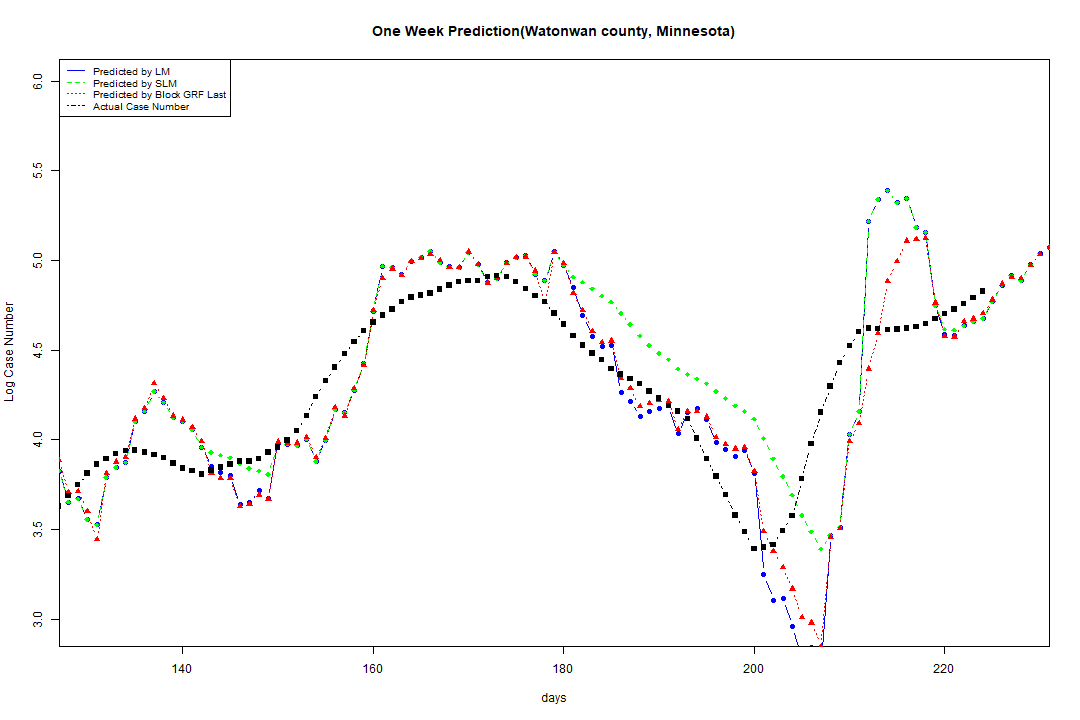 One Week Prediction(Watonwan county, Minnesota)
Predicted by LM
Predicted by SLM
Predicted by Block GRF Last
Actual Case Number
6.0
5.5
5.0
4.5
4.0
3.5
3.0
Log Case Number
140 160 180 200 220
days